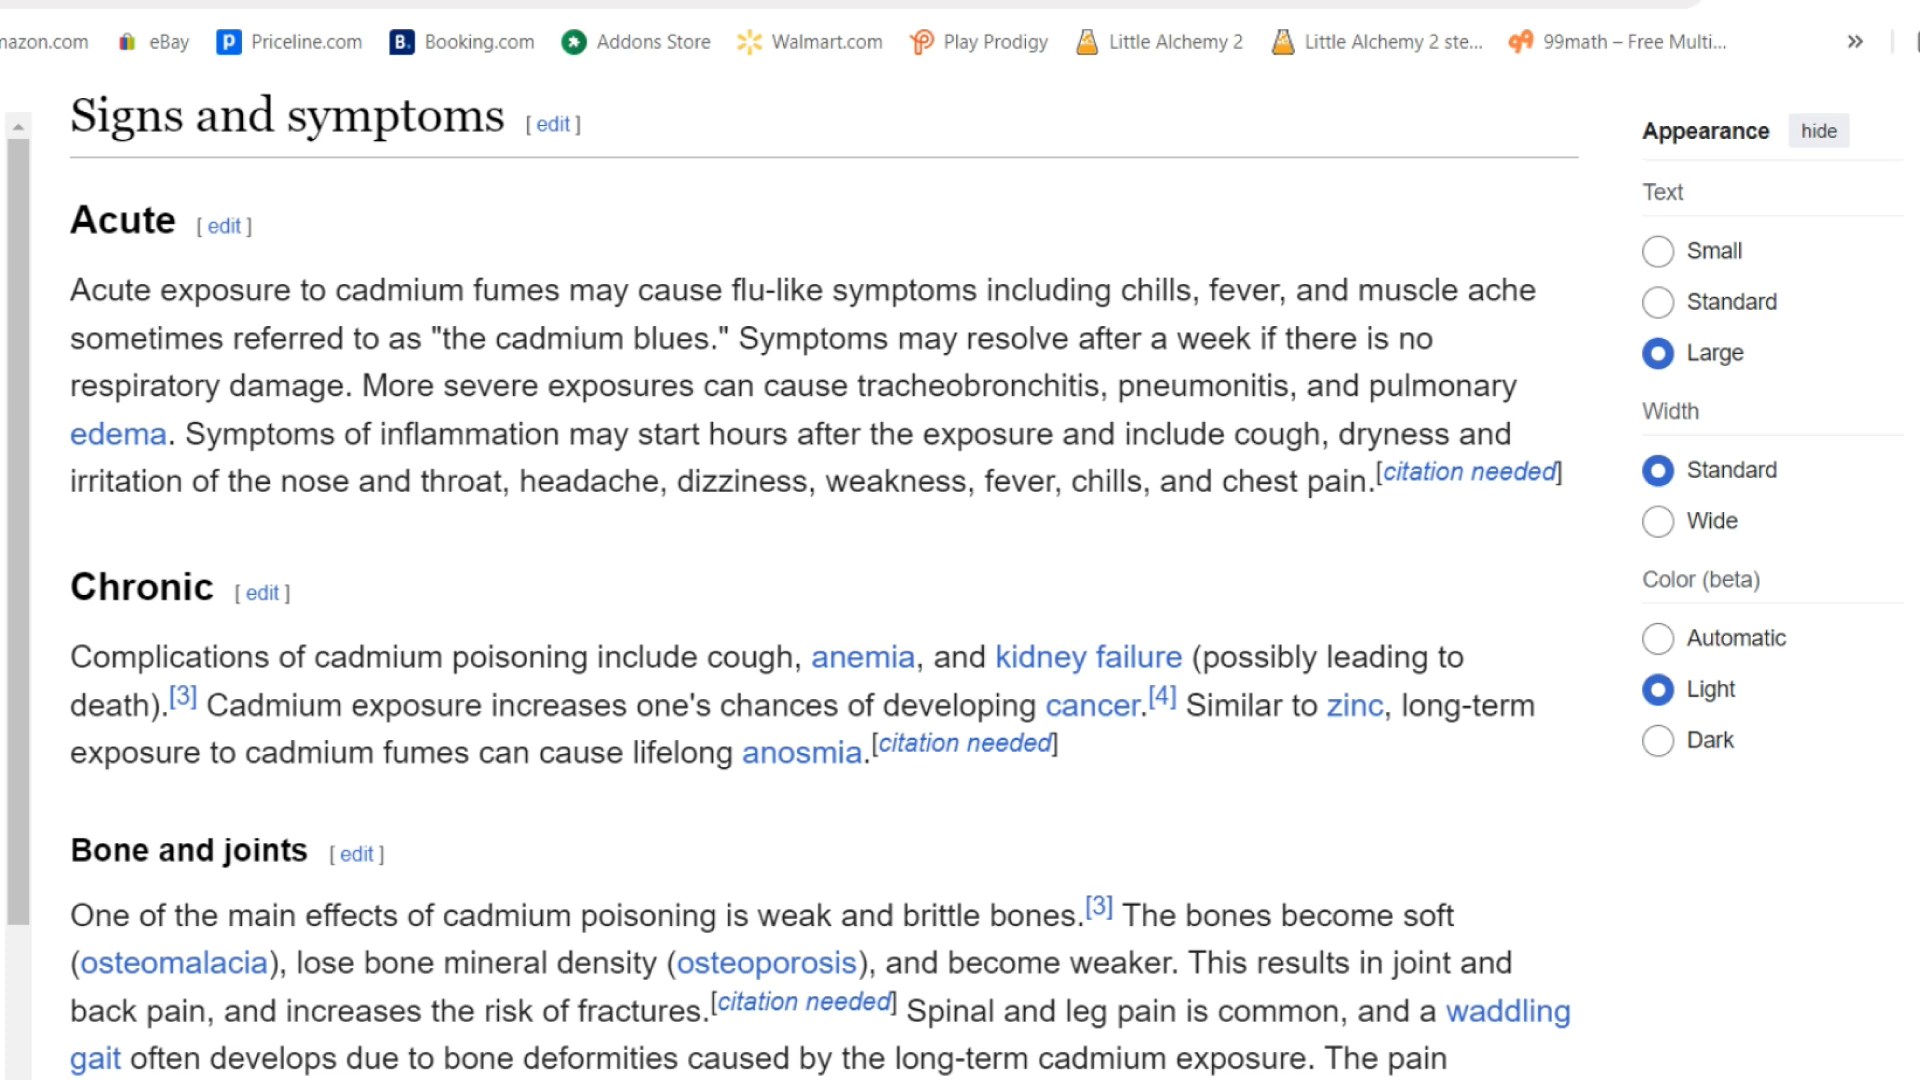 mazon.com eBay Priceline.com Booking.com Addons Store Walmart.com Play Prodigy Little Alchemy 2 Little Alchemy 2 ste... 99math – Free Multi... »
Signs and symptoms [ edit ]
Acute [ edit ]
Acute exposure to cadmium fumes may cause flu-like symptoms including chills, fever, and muscle ache
sometimes referred to as "the cadmium blues." Symptoms may resolve after a week if there is no
respiratory damage. More severe exposures can cause tracheobronchitis, pneumonitis, and pulmonary
edema. Symptoms of inflammation may start hours after the exposure and include cough, dryness and
irritation of the nose and throat, headache, dizziness, weakness, fever, chills, and chest pain.[citation needed]
Chronic [ edit ]
Complications of cadmium poisoning include cough, anemia, and kidney failure (possibly leading to
death).[3] Cadmium exposure increases one's chances of developing cancer.[4] Similar to zinc, long-term
exposure to cadmium fumes can cause lifelong anosmia.[citation needed]
Bone and joints [ edit ]
One of the main effects of cadmium poisoning is weak and brittle bones.[3] The bones become soft
(osteomalacia), lose bone mineral density (osteoporosis), and become weaker. This results in joint and
back pain, and increases the risk of fractures.[citation needed] Spinal and leg pain is common, and a waddling
gait often develops due to bone deformities caused by the long-term cadmium exposure. The pain
Appearance hide
Text
Small
Standard
Large
Width
Standard
Wide
Color (beta)
Automatic
Light
Dark